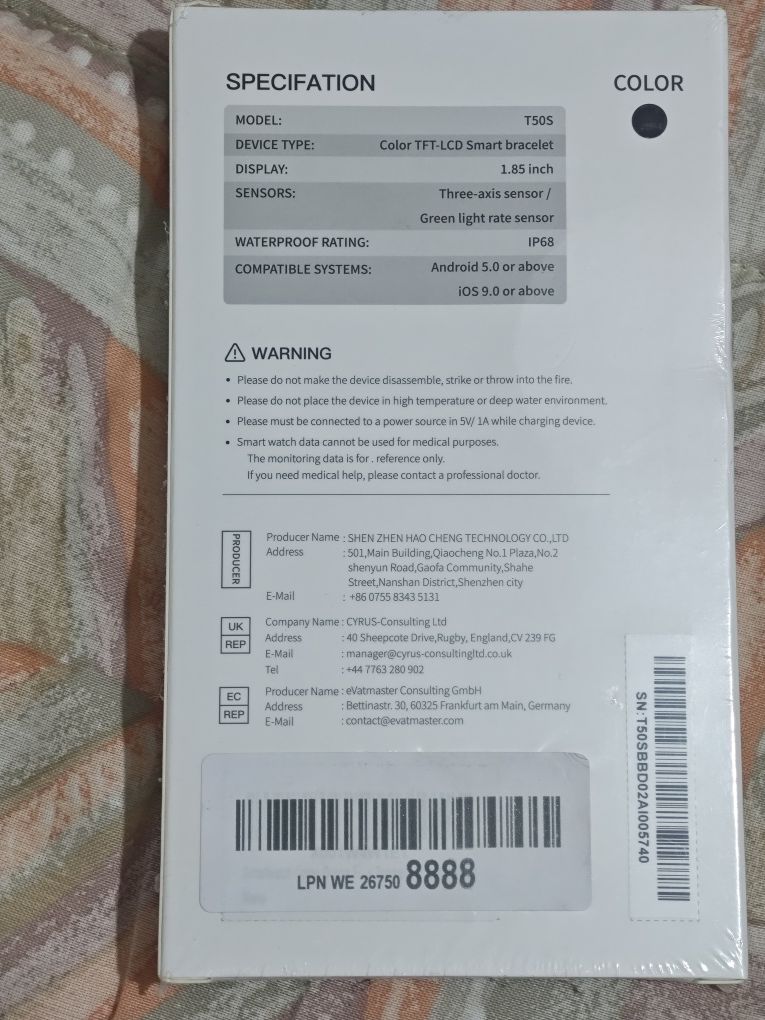 SPECIFATION
COLOR
MODEL: T50S
DEVICE TYPE: Color TFT-LCD Smart bracelet
DISPLAY: 1.85 inch
SENSORS: Three-axis sensor /
Green light rate sensor
WATERPROOF RATING: IP68
COMPATIBLE SYSTEMS: Android 5.0 or above
iOS 9.0 or above
WARNING
• Please do not make the device disassemble, strike or throw into the fire.
• Please do not place the device in high temperature or deep water environment.
• Please must be connected to a power source in 5V/ 1A while charging device.
• Smart watch data cannot be used for medical purposes.
The monitoring data is for . reference only.
If you need medical help, please contact a professional doctor.
PRODUCER
Producer Name : SHEN ZHEN HAO CHENG TECHNOLOGY CO.,LTD
Address : 501,Main Building,Qiaocheng No.1 Plaza,No.2
shenyun Road,Gaofa Community,Shahe
Street,Nanshan District,Shenzhen city
E-Mail : +86 0755 8343 5131
UK
REP
Company Name : CYRUS-Consulting Ltd
Address : 40 Sheepcote Drive,Rugby, England,CV 239 FG
E-Mail : manager@cyrus-consultingltd.co.uk
Tel : +44 7763 280 902
EC
REP
Producer Name : eVatmaster Consulting GmbH
Address : Bettinastr. 30, 60325 Frankfurt am Main, Germany
E-Mail : contact@evatmaster.com
SN:T50SBBD02AI005740
LPN WE 26750 8888